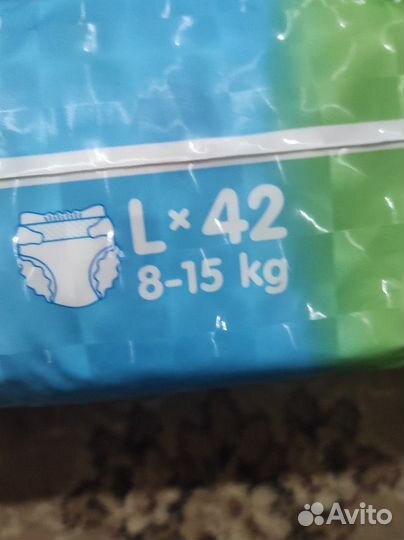 L × 42
8-15 kg
Avito